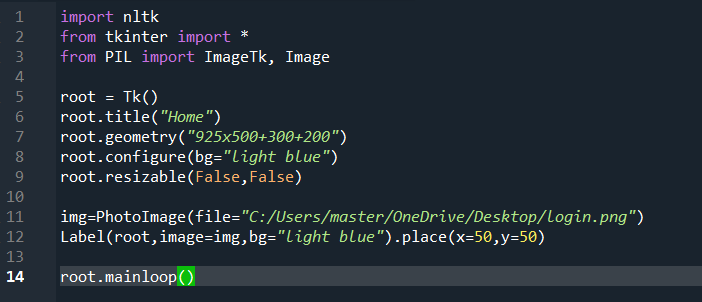 1 import nltk
2 from tkinter import *
3 from PIL import ImageTk, Image
4
5 root = Tk()
6 root.title("Home")
7 root.geometry("925x500+300+200")
8 root.configure(bg="light blue")
9 root.resizable(False,False)
10
11 img=PhotoImage(file="C:/Users/master/OneDrive/Desktop/login.png")
12 Label(root,image=img,bg="light blue").place(x=50,y=50)
13
14 root.mainloop()